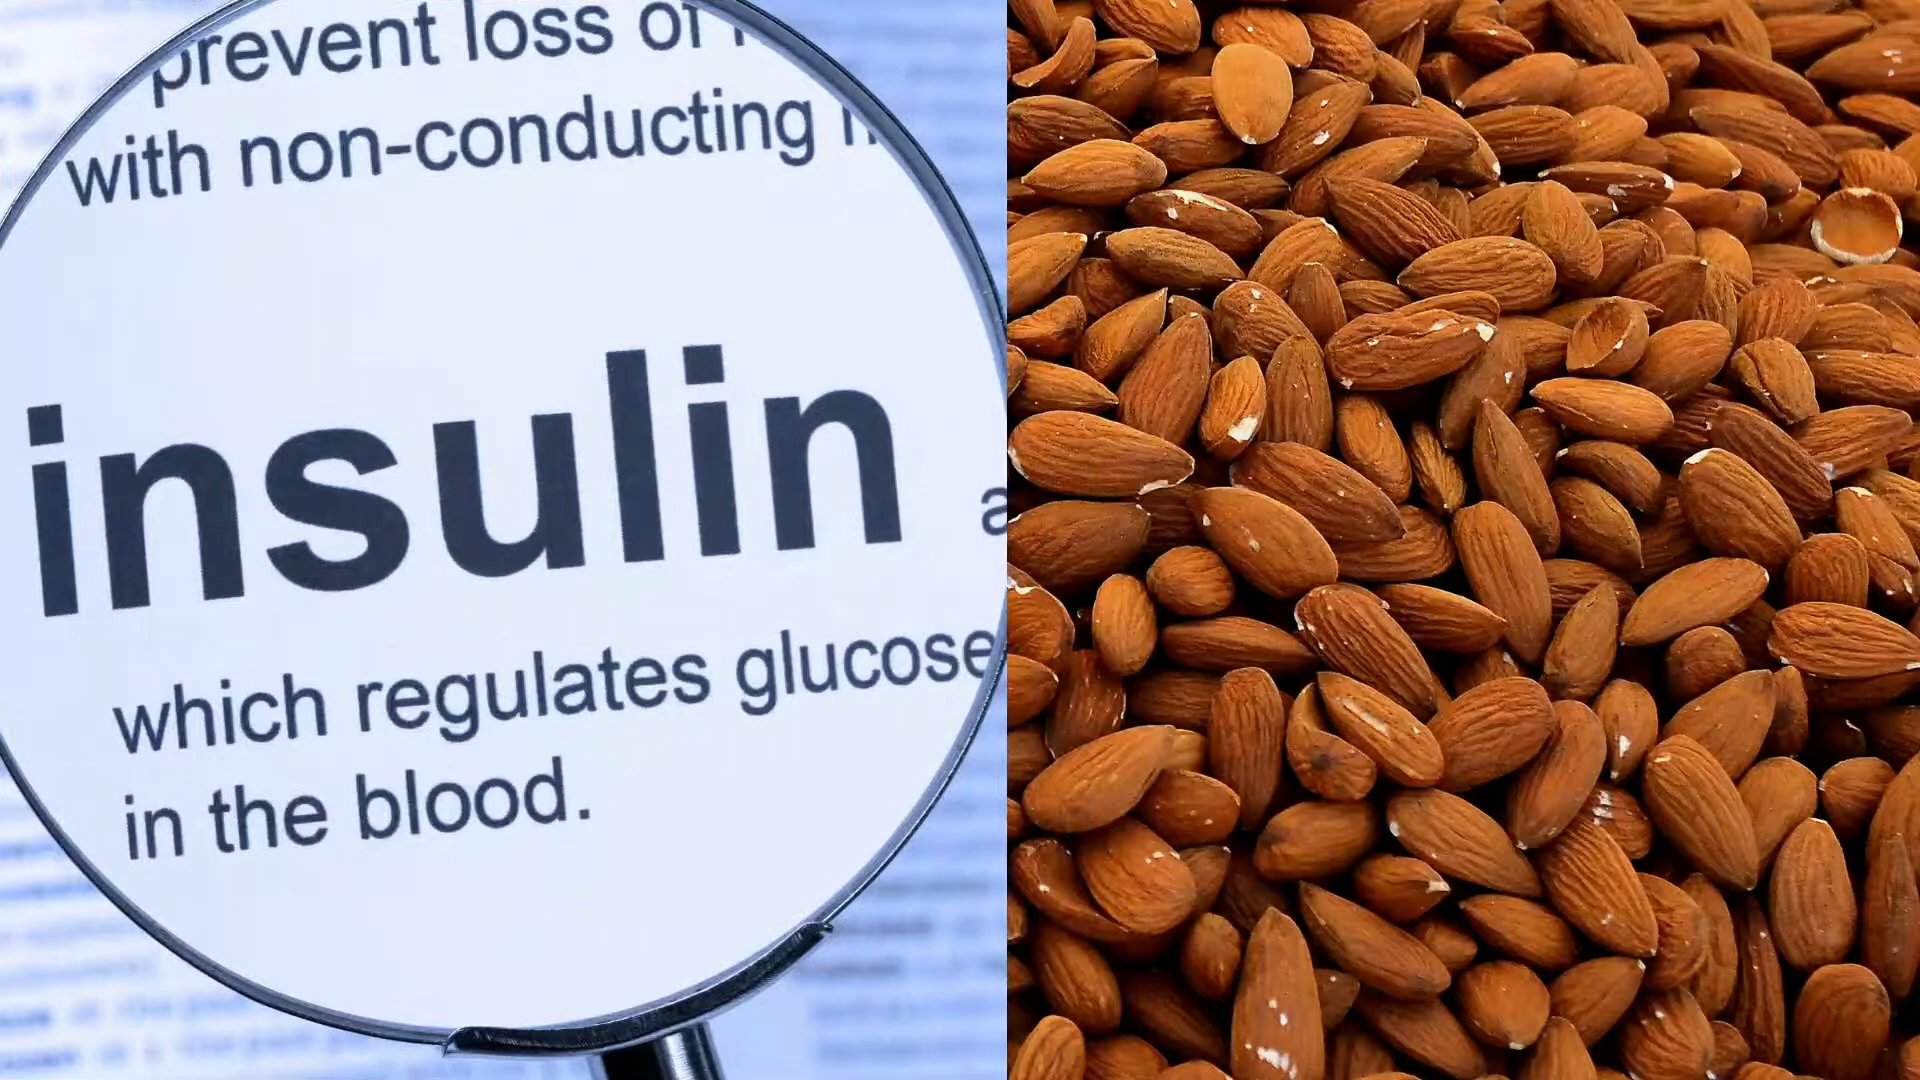 prevent loss of
with non-conducting
insulin
which regulates glucose
in the blood.